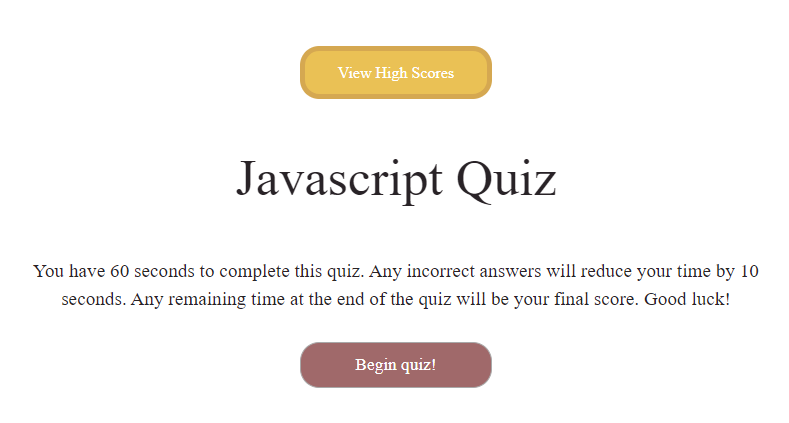 View High Scores
Javascript Quiz
You have 60 seconds to complete this quiz. Any incorrect answers will reduce your time by 10
seconds. Any remaining time at the end of the quiz will be your final score. Good luck!
Begin quiz!